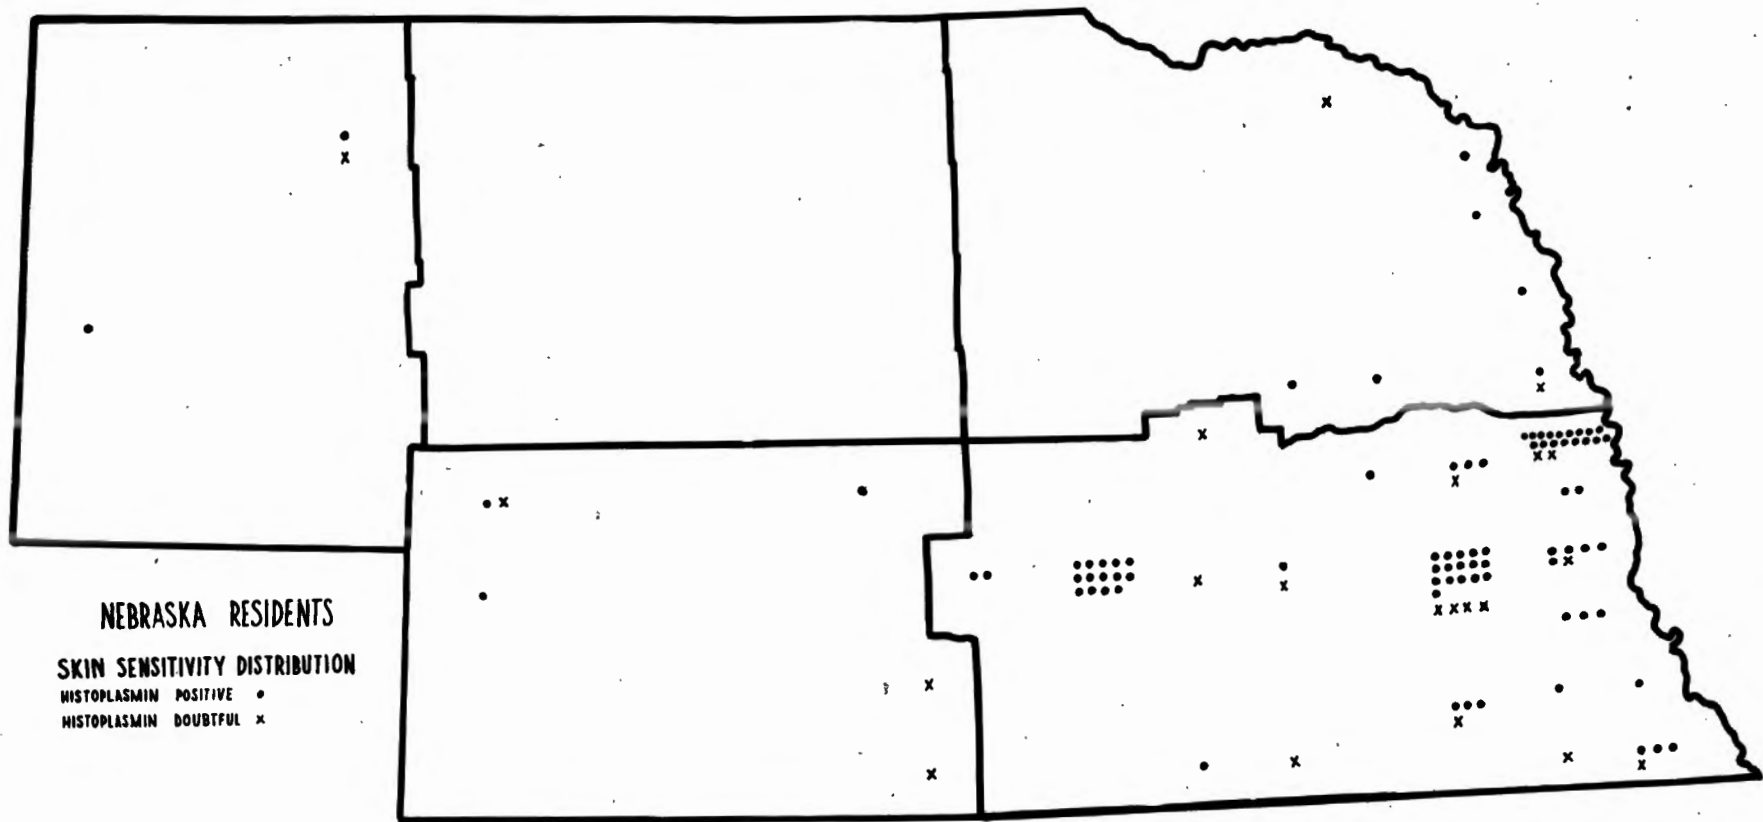 NEBRASKA RESIDENTS
SKIN SENSITIVITY DISTRIBUTION
HISTOPLASMIN POSITIVE •
HISTOPLASMIN DOUBTFUL x